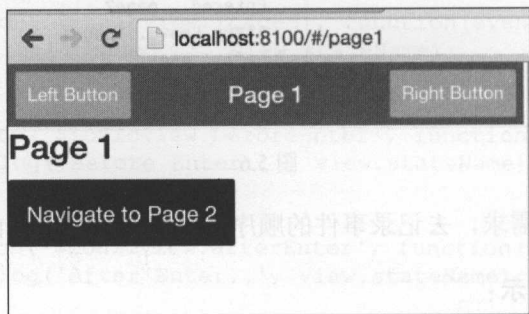 localhost:8100/#/page1
Left Button Page 1 Right Button
Page 1
Navigate to Page 2